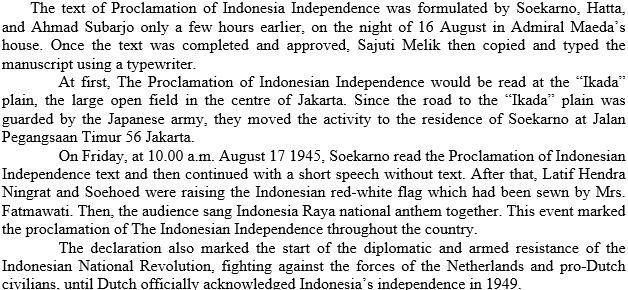 The text of Proclamation of Indonesia Independence was formulated by Soekarno, Hatta,
and Ahmad Subarjo only a few hours earlier, on the night of 16 August in Admiral Maeda's
house. Once the text was completed and approved, Sajuti Melik then copied and typed the
manuscript using a typewriter.
At first, The Proclamation of Indonesian Independence would be read at the “Ikada”
plain, the large open field in the centre of Jakarta. Since the road to the “Ikada” plain was
guarded by the Japanese army, they moved the activity to the residence of Soekarno at Jalan
Pegangsaan Timur 56 Jakarta.
On Friday, at 10.00 a.m. August 17 1945, Soekarno read the Proclamation of Indonesian
Independence text and then continued with a short speech without text. After that, Latif Hendra
Ningrat and Soehoed were raising the Indonesian red-white flag which had been sewn by Mrs.
Fatmawati. Then, the audience sang Indonesia Raya national anthem together. This event marked
the proclamation of The Indonesian Independence throughout the country.
The declaration also marked the start of the diplomatic and armed resistance of the
Indonesian National Revolution, fighting against the forces of the Netherlands and pro-Dutch
civilians, until Dutch officially acknowledged Indonesia's independence in 1949.